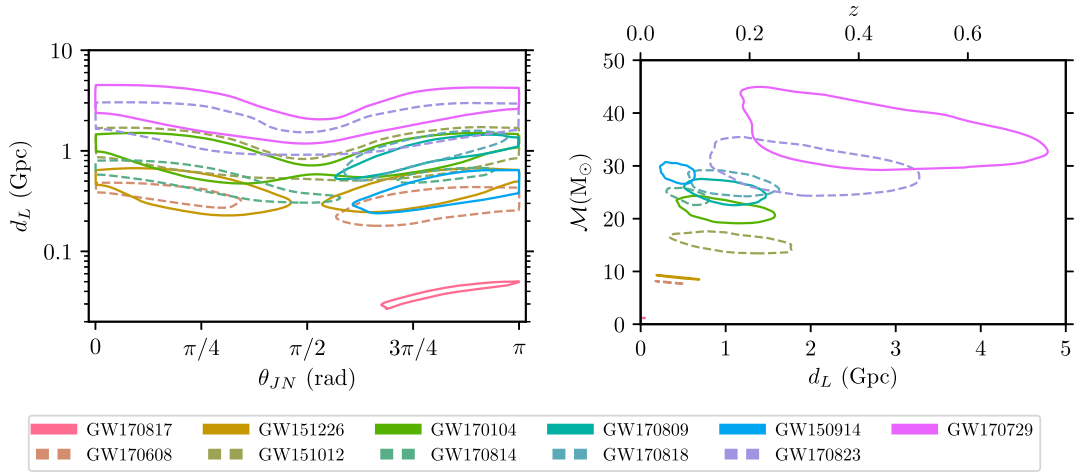 10
1
0.1
d_L (Gpc)
0 π/4 π/2 3π/4 π
θ_JN (rad)
z
0.0 0.2 0.4 0.6
50
40
30
20
10
0
ℳ(M_⊙)
0 1 2 3 4 5
d_L (Gpc)
GW170817 GW151226 GW170104 GW170809 GW150914 GW170729
GW170608 GW151012 GW170814 GW170818 GW170823